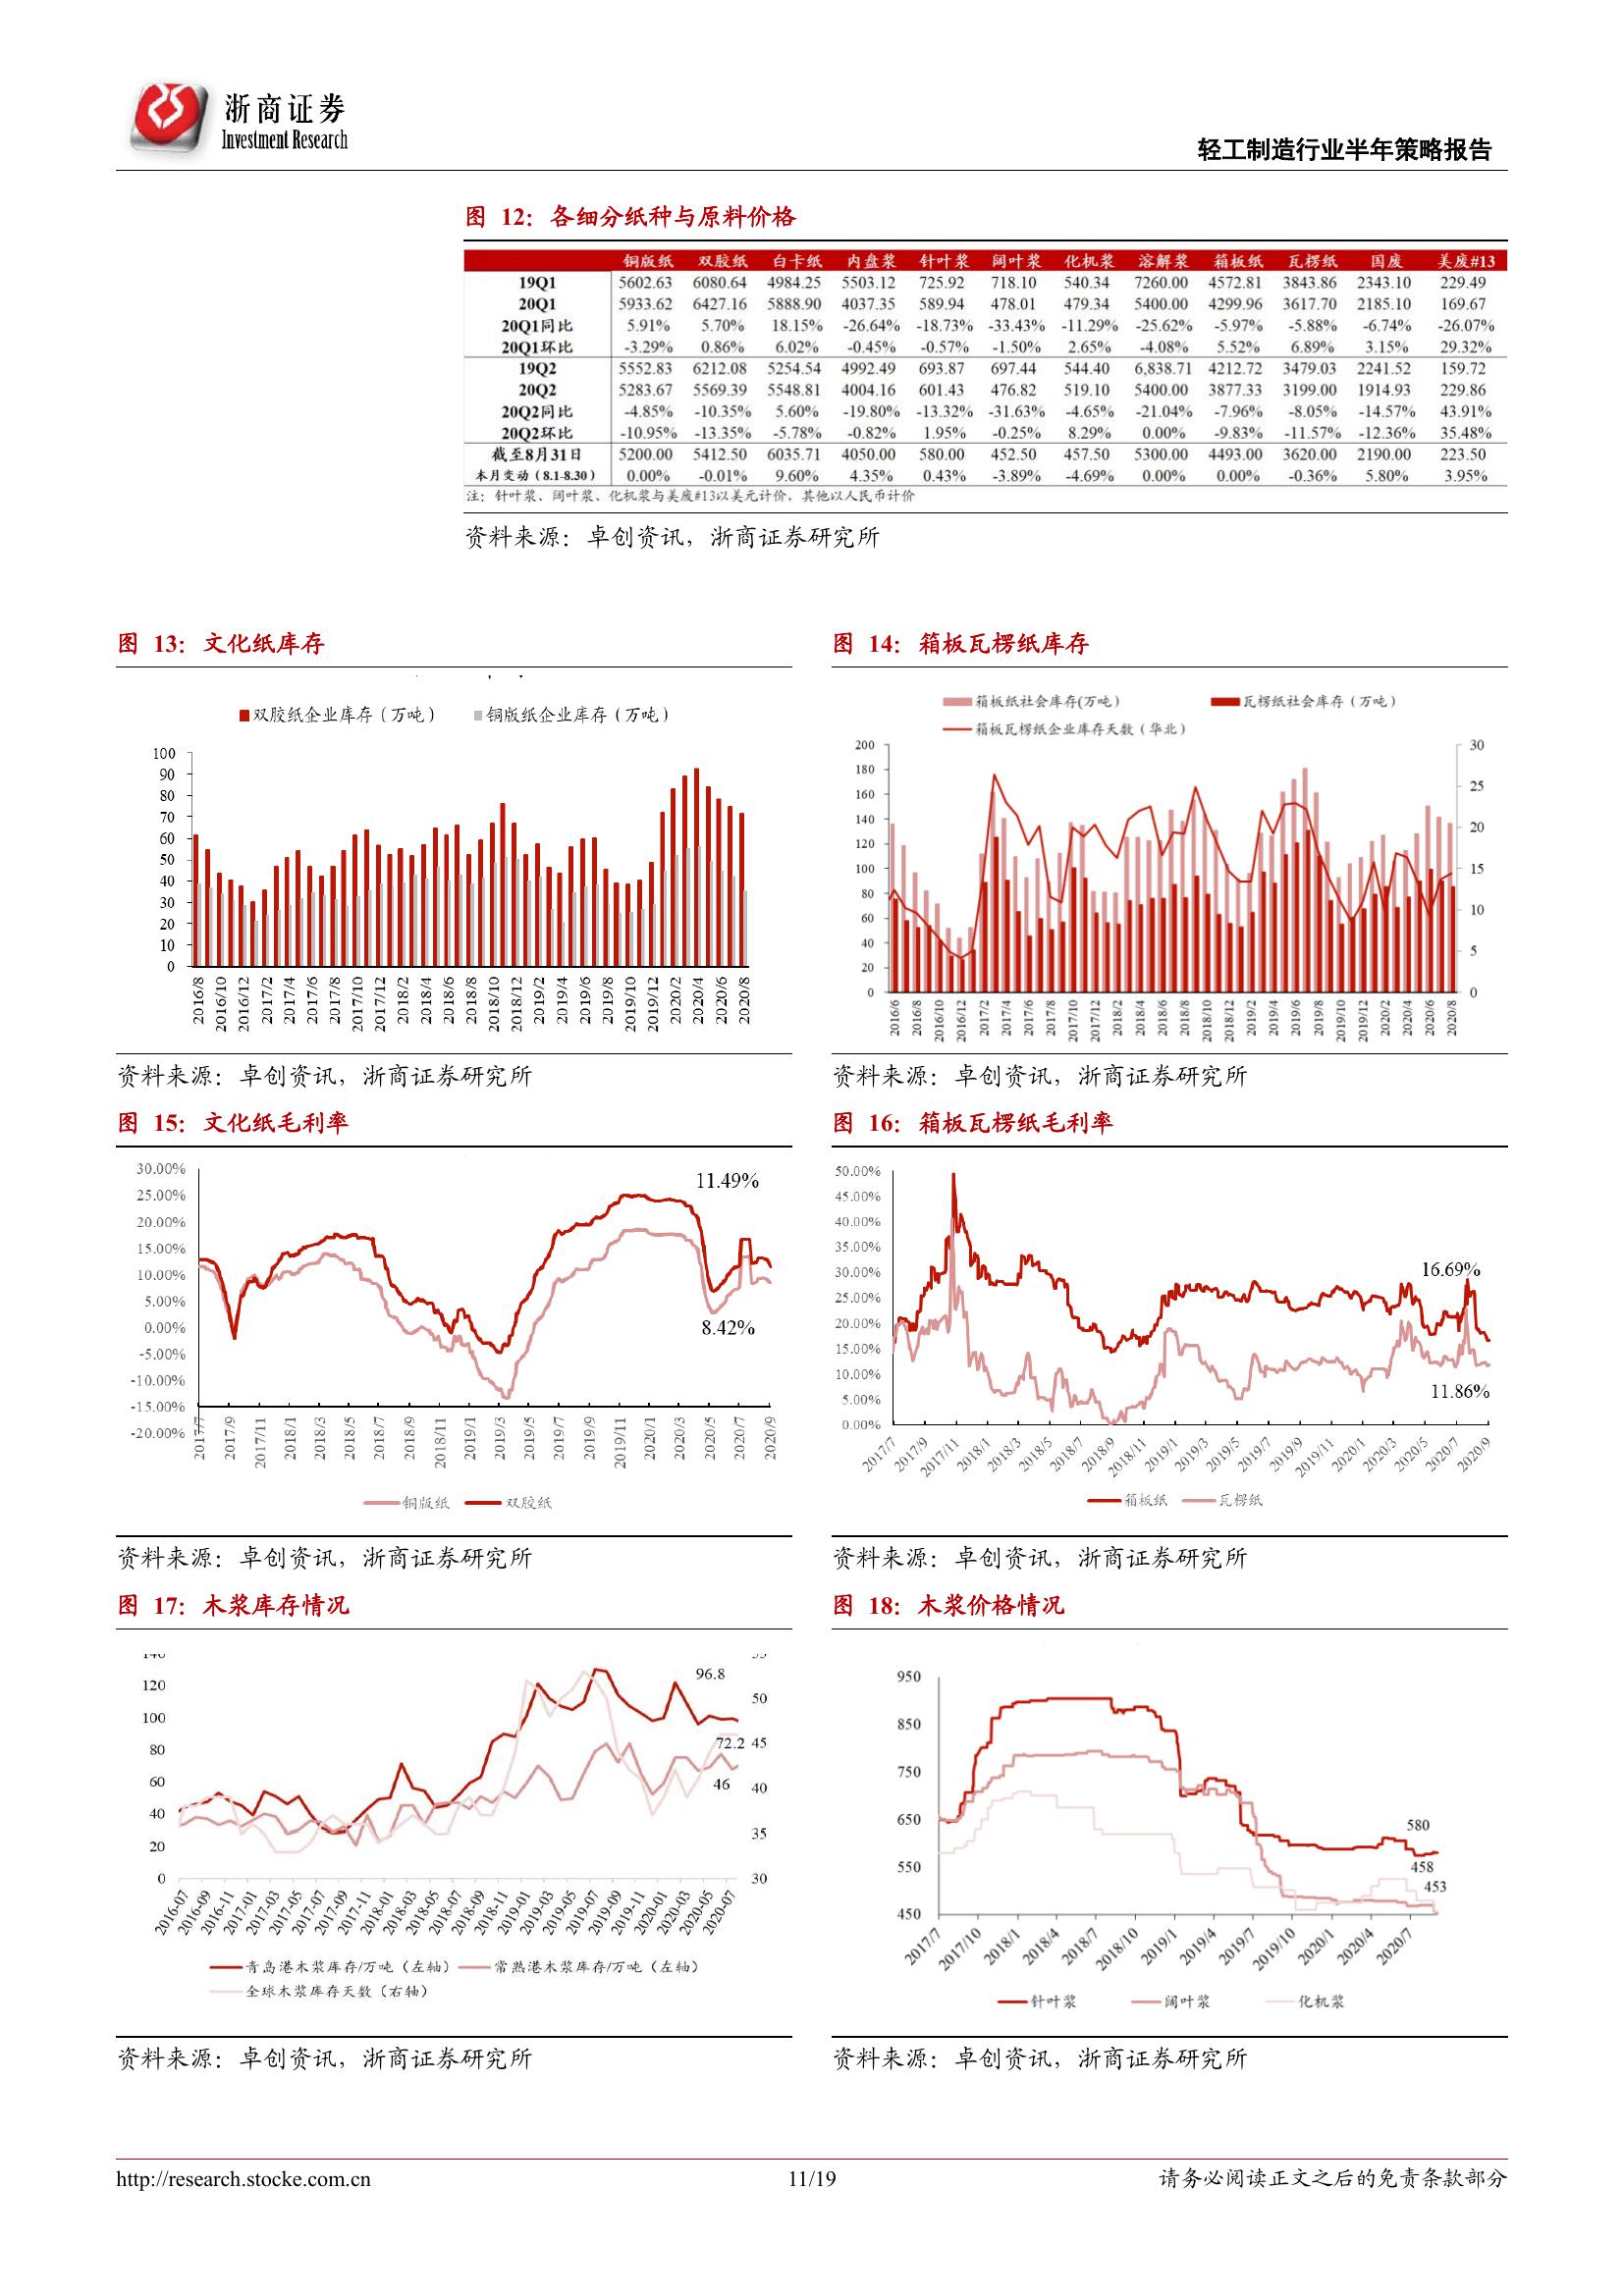 浙商证券
Investment Research
轻工制造行业半年策略报告
图 12：各细分纸种与原料价格
铜版纸 双胶纸 白卡纸 内盘浆 针叶浆 阔叶浆 化机浆 溶解浆 箱板纸 瓦楞纸 国废 美废#13
19Q1 5602.63 6080.64 4984.25 5503.12 725.92 718.10 540.34 7260.00 4572.81 3843.86 2343.10 229.49
20Q1 5933.62 6427.16 5888.90 4037.35 589.94 478.01 479.34 5400.00 4299.96 3617.70 2185.10 169.67
20Q1同比 5.91% 5.70% 18.15% -26.64% -18.73% -33.43% -11.29% -25.62% -5.97% -5.88% -6.74% -26.07%
20Q1环比 -3.29% 0.86% 6.02% -0.45% -0.57% -1.50% 2.65% -4.08% 5.52% 6.89% 3.15% 29.32%
19Q2 5552.83 6212.08 5254.54 4992.49 693.87 697.44 544.40 6,838.71 4212.72 3479.03 2241.52 159.72
20Q2 5283.67 5569.39 5548.81 4004.16 601.43 476.82 519.10 5400.00 3877.33 3199.00 1914.93 229.86
20Q2同比 -4.85% -10.35% 5.60% -19.80% -13.32% -31.63% -4.65% -21.04% -7.96% -8.05% -14.57% 43.91%
20Q2环比 -10.95% -13.35% -5.78% -0.82% 1.95% -0.25% 8.29% 0.00% -9.83% -11.57% -12.36% 35.48%
截至8月31日 5200.00 5412.50 6035.71 4050.00 580.00 452.50 457.50 5300.00 4493.00 3620.00 2190.00 223.50
本月变动（8.1-8.30） 0.00% -0.01% 9.60% 4.35% 0.43% -3.89% -4.69% 0.00% 0.00% -0.36% 5.80% 3.95%
注：针叶浆、阔叶浆、化机浆与美废#13以美元计价，其他以人民币计价
资料来源：卓创资讯，浙商证券研究所
图 13：文化纸库存
双胶纸企业库存（万吨） 铜版纸企业库存（万吨）
100
90
80
70
60
50
40
30
20
10
0
2016/8 2016/10 2016/12 2017/2 2017/4 2017/6 2017/8 2017/10 2017/12 2018/2 2018/4 2018/6 2018/8 2018/10 2018/12 2019/2 2019/4 2019/6 2019/8 2019/10 2019/12 2020/2 2020/4 2020/6 2020/8
资料来源：卓创资讯，浙商证券研究所
图 14：箱板瓦楞纸库存
箱板纸社会库存(万吨） 瓦楞纸社会库存（万吨）
箱板瓦楞纸企业库存天数（华北）
200 30
180
160 25
140
120 20
100 15
80
60 10
40 5
20
0 0
2016/6 2016/8 2016/10 2016/12 2017/2 2017/4 2017/6 2017/8 2017/10 2017/12 2018/2 2018/4 2018/6 2018/8 2018/10 2018/12 2019/2 2019/4 2019/6 2019/8 2019/10 2019/12 2020/2 2020/4 2020/6 2020/8
资料来源：卓创资讯，浙商证券研究所
图 15：文化纸毛利率
30.00%
25.00%
20.00%
15.00%
10.00%
5.00%
0.00%
-5.00%
-10.00%
-15.00%
-20.00%
11.49%
8.42%
2017/7 2017/9 2017/11 2018/1 2018/3 2018/5 2018/7 2018/9 2018/11 2019/1 2019/3 2019/5 2019/7 2019/9 2019/11 2020/1 2020/3 2020/5 2020/7 2020/9
铜版纸 双胶纸
资料来源：卓创资讯，浙商证券研究所
图 16：箱板瓦楞纸毛利率
50.00%
45.00%
40.00%
35.00%
30.00%
25.00%
20.00%
15.00%
10.00%
5.00%
0.00%
16.69%
11.86%
2017/7 2017/9 2017/11 2018/1 2018/3 2018/5 2018/7 2018/9 2018/11 2019/1 2019/3 2019/5 2019/7 2019/9 2019/11 2020/1 2020/3 2020/5 2020/7 2020/9
箱板纸 瓦楞纸
资料来源：卓创资讯，浙商证券研究所
图 17：木浆库存情况
120
100
80
60
40
20
0
50
45
40
35
30
96.8
72.2
46
2016-07 2016-09 2016-11 2017-01 2017-03 2017-05 2017-07 2017-09 2017-11 2018-01 2018-03 2018-05 2018-07 2018-09 2018-11 2019-01 2019-03 2019-05 2019-07 2019-09 2019-11 2020-01 2020-03 2020-05 2020-07
青岛港木浆库存/万吨（左轴） 常熟港木浆库存/万吨（左轴）
全球木浆库存天数（右轴）
资料来源：卓创资讯，浙商证券研究所
图 18：木浆价格情况
950
850
750
650
550
450
580
458
453
2017/7 2017/10 2018/1 2018/4 2018/7 2018/10 2019/1 2019/4 2019/7 2019/10 2020/1 2020/4 2020/7
针叶浆 阔叶浆 化机浆
资料来源：卓创资讯，浙商证券研究所
http://research.stocke.com.cn
11/19
请务必阅读正文之后的免责条款部分